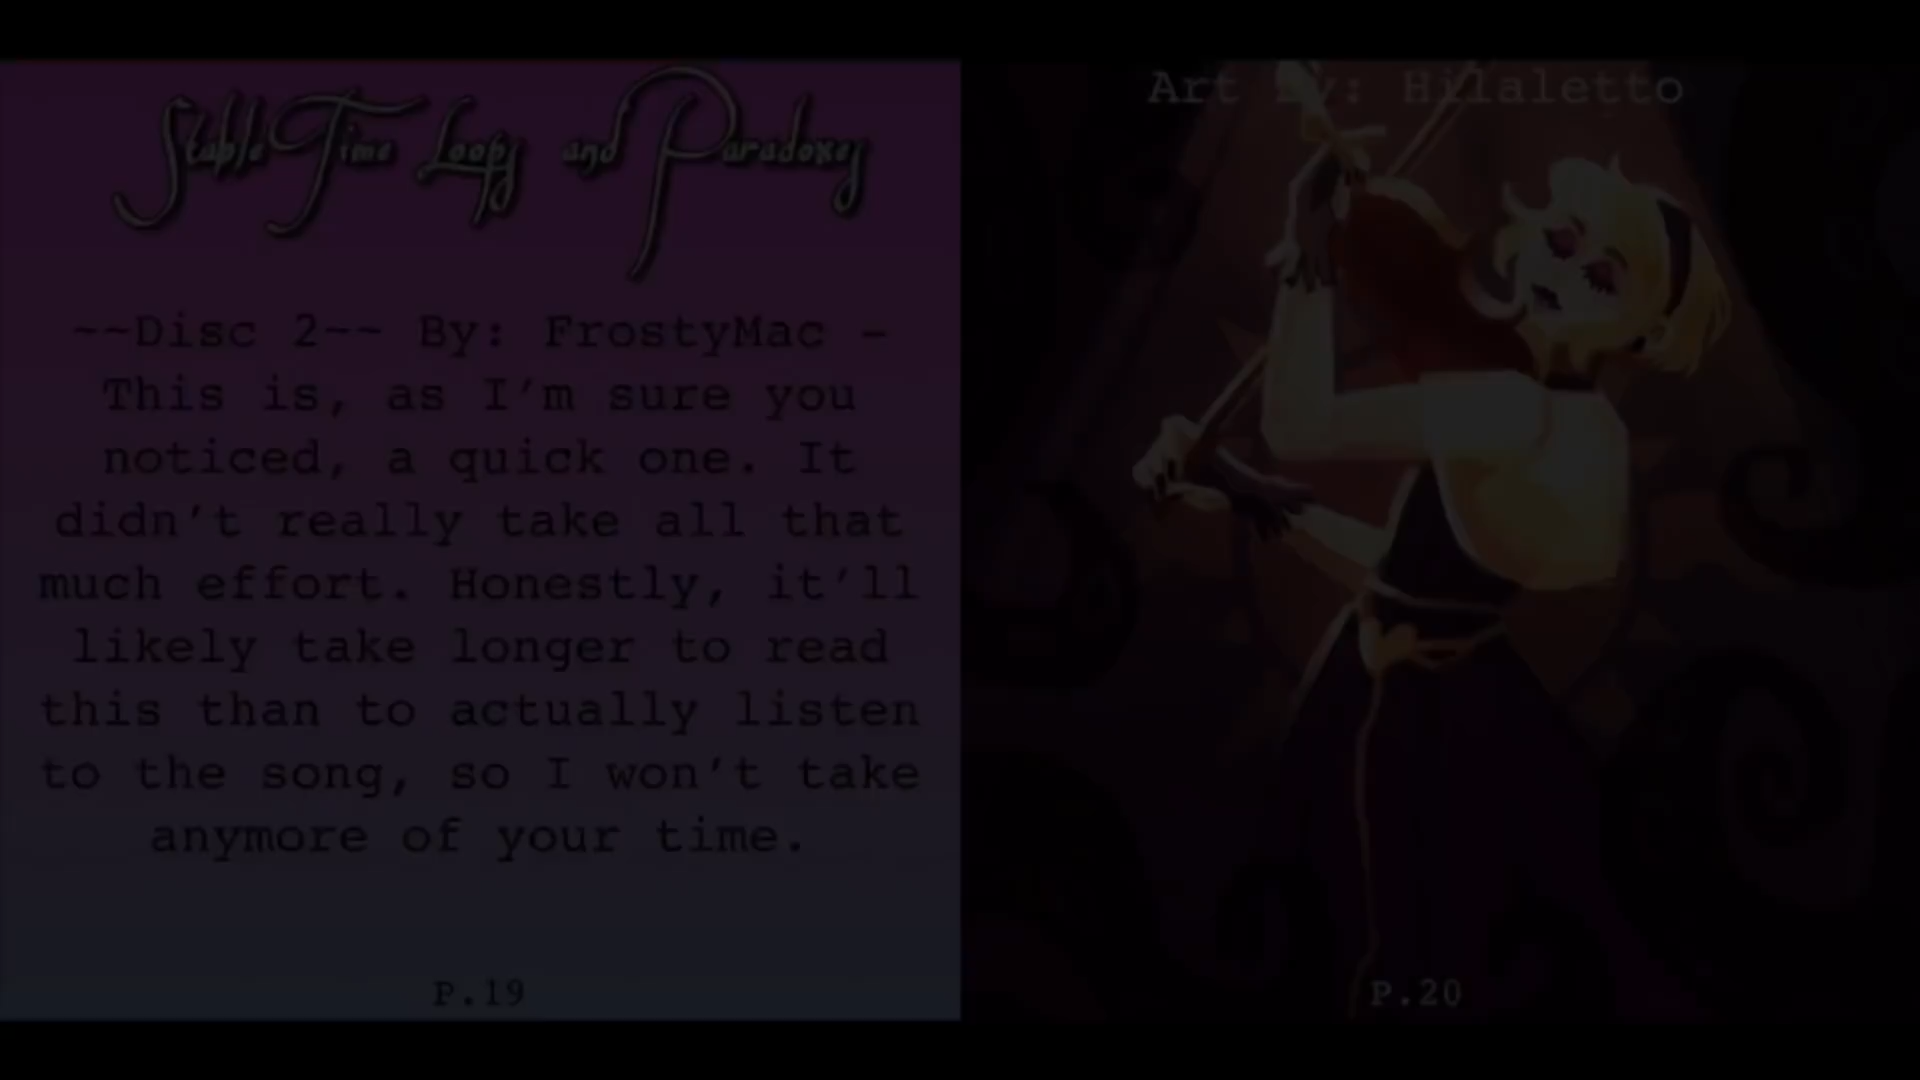 Stable Time Loops and Paradoxes
~~Disc 2~~ By: FrostyMac -
This is, as I'm sure you
noticed, a quick one. It
didn't really take all that
much effort. Honestly, it'll
likely take longer to read
this than to actually listen
to the song, so I won't take
anymore of your time.
P.19
Art By: Hilaletto
P.20